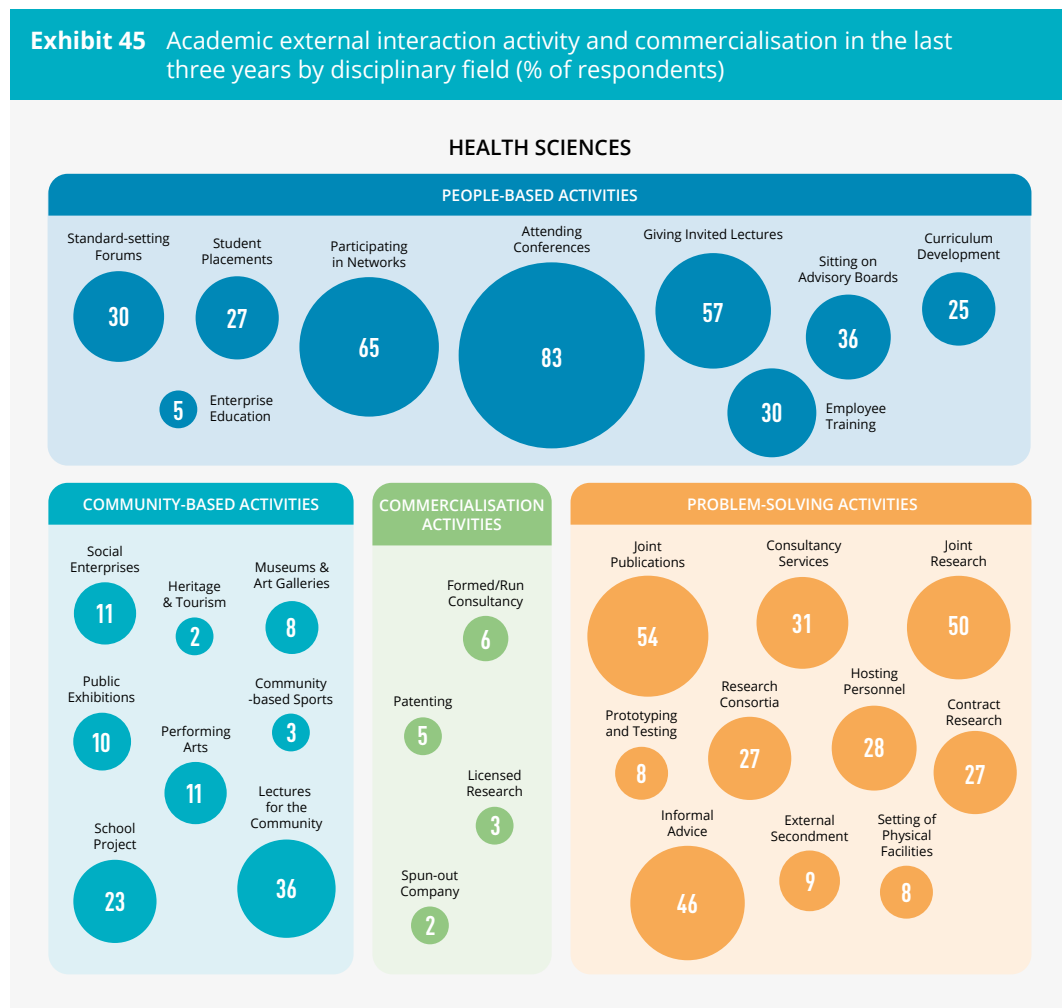 Exhibit 45 Academic external interaction activity and commercialisation in the last
three years by disciplinary field (% of respondents)
HEALTH SCIENCES
PEOPLE-BASED ACTIVITIES
Standard-setting
Forums
30
Student
Placements
27
Participating
in Networks
65
Attending
Conferences
83
Giving Invited Lectures
57
Sitting on
Advisory Boards
36
Curriculum
Development
25
5
Enterprise
Education
30
Employee
Training
COMMUNITY-BASED ACTIVITIES
Social
Enterprises
11
Heritage
& Tourism
2
Museums &
Art Galleries
8
Public
Exhibitions
10
Performing
Arts
11
Community
-based Sports
3
School
Project
23
Lectures
for the
Community
36
COMMERCIALISATION
ACTIVITIES
Formed/Run
Consultancy
6
Patenting
5
Licensed
Research
3
Spun-out
Company
2
PROBLEM-SOLVING ACTIVITIES
Joint
Publications
54
Consultancy
Services
31
Joint
Research
50
Prototyping
and Testing
8
Research
Consortia
27
Hosting
Personnel
28
Contract
Research
27
Informal
Advice
46
External
Secondment
9
Setting of
Physical
Facilities
8